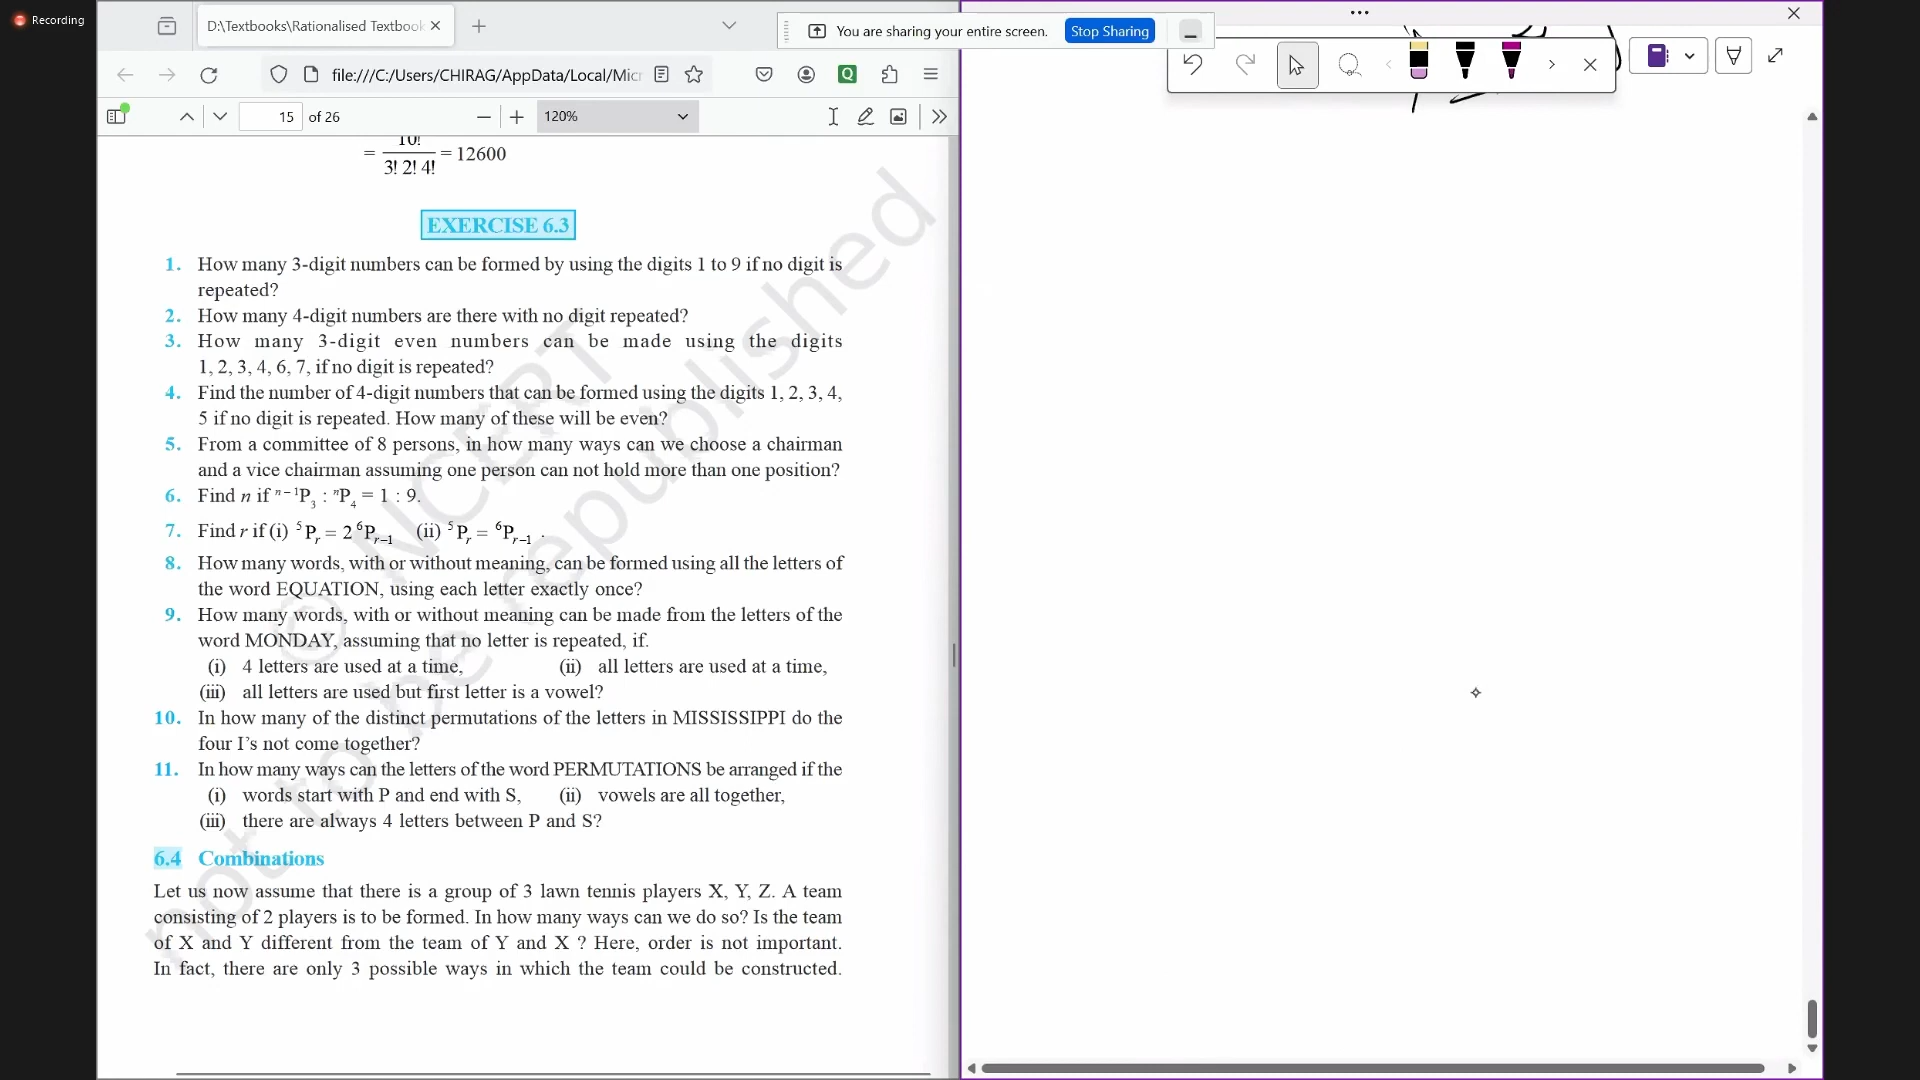 Recording
D:\Textbooks\Rationalised Textbook
You are sharing your entire screen.
Stop Sharing
file:///C:/Users/CHIRAG/AppData/Local/Micr
15 of 26
120%
= 10! / 3! 2! 4! = 12600
EXERCISE 6.3
1. How many 3-digit numbers can be formed by using the digits 1 to 9 if no digit is
repeated?
2. How many 4-digit numbers are there with no digit repeated?
3. How many 3-digit even numbers can be made using the digits
1, 2, 3, 4, 6, 7, if no digit is repeated?
4. Find the number of 4-digit numbers that can be formed using the digits 1, 2, 3, 4,
5 if no digit is repeated. How many of these will be even?
5. From a committee of 8 persons, in how many ways can we choose a chairman
and a vice chairman assuming one person can not hold more than one position?
6. Find n if ⁿ⁻¹P₃ : ⁿP₄ = 1 : 9.
7. Find r if (i) ⁵Pᵣ = 2 ⁶Pᵣ₋₁ (ii) ⁵Pᵣ = ⁶Pᵣ₋₁ .
8. How many words, with or without meaning, can be formed using all the letters of
the word EQUATION, using each letter exactly once?
9. How many words, with or without meaning can be made from the letters of the
word MONDAY, assuming that no letter is repeated, if.
(i) 4 letters are used at a time, (ii) all letters are used at a time,
(iii) all letters are used but first letter is a vowel?
10. In how many of the distinct permutations of the letters in MISSISSIPPI do the
four I's not come together?
11. In how many ways can the letters of the word PERMUTATIONS be arranged if the
(i) words start with P and end with S, (ii) vowels are all together,
(iii) there are always 4 letters between P and S?
6.4 Combinations
Let us now assume that there is a group of 3 lawn tennis players X, Y, Z. A team
consisting of 2 players is to be formed. In how many ways can we do so? Is the team
of X and Y different from the team of Y and X ? Here, order is not important.
In fact, there are only 3 possible ways in which the team could be constructed.
© NCERT
not to be republished